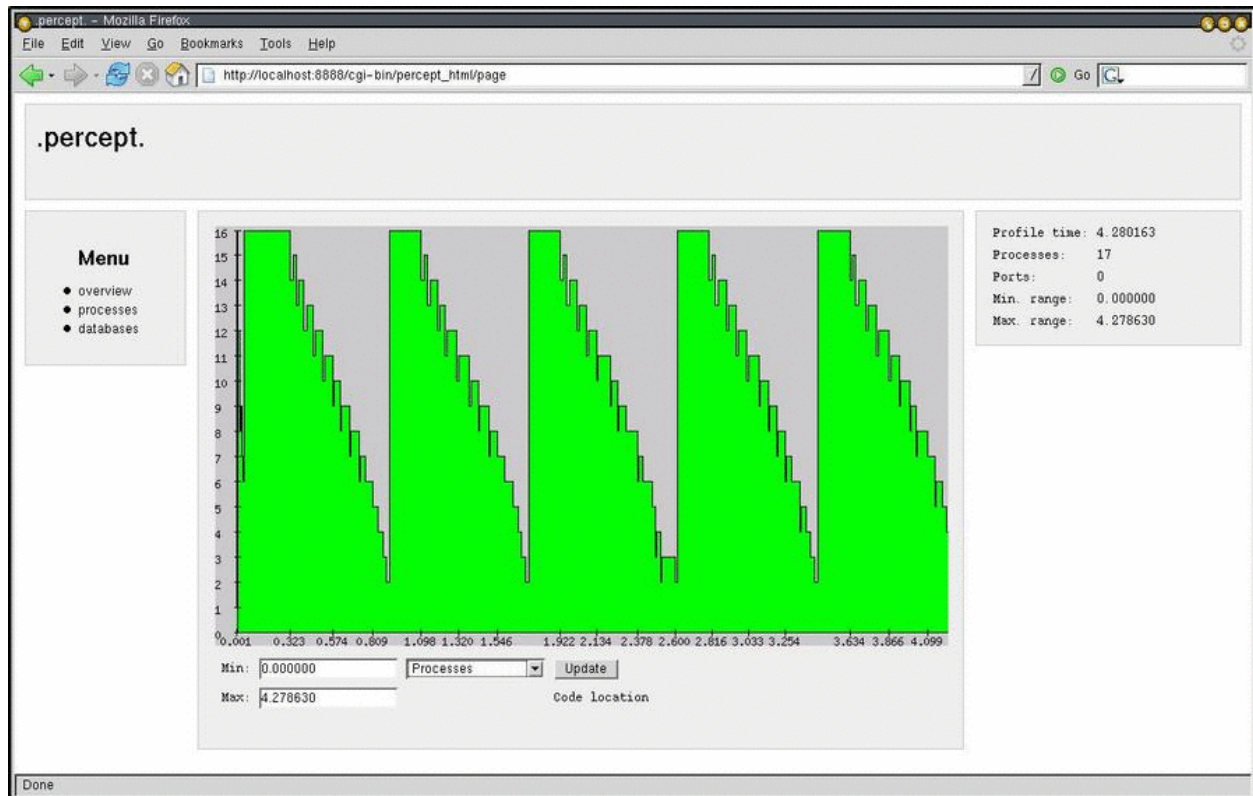 .percept. - Mozilla Firefox
File Edit View Go Bookmarks Tools Help
http://localhost:8888/cgi-bin/percept_html/page
Go
.percept.
Menu
overview
processes
databases
16
15
14
13
12
11
10
9
8
7
6
5
4
3
2
1
0
0.001 0.323 0.574 0.809 1.098 1.320 1.546 1.922 2.134 2.378 2.600 2.816 3.033 3.254 3.634 3.866 4.099
Min: 0.000000 Processes Update
Max: 4.278630 Code location
Profile time: 4.280163
Processes: 17
Ports: 0
Min. range: 0.000000
Max. range: 4.278630
Done